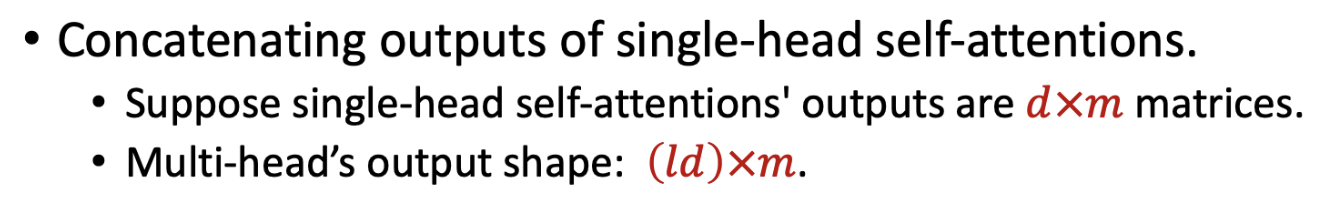 • Concatenating outputs of single-head self-attentions.
• Suppose single-head self-attentions' outputs are d×m matrices.
• Multi-head’s output shape: (ld)×m.